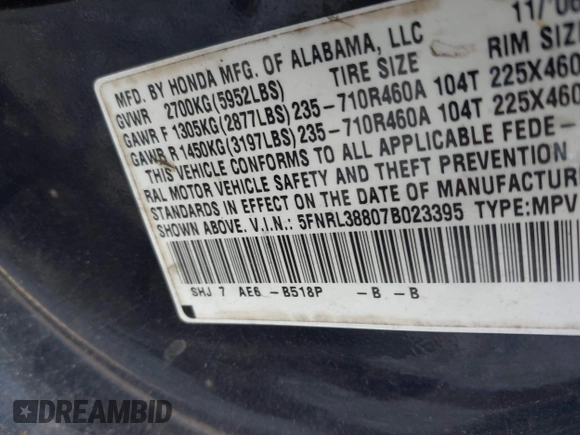 11/06
MFD. BY HONDA MFG. OF ALABAMA, LLC
GVWR 2700KG(5952LBS) TIRE SIZE RIM SIZE
GAWR F 1305KG(2877LBS)235-710R460A 104T 225X460
GAWR R 1450KG(3197LBS)235-710R460A 104T 225X460
THIS VEHICLE CONFORMS TO ALL APPLICABLE FEDE-
RAL MOTOR VEHICLE SAFETY AND THEFT PREVENTION
STANDARDS IN EFFECT ON THE DATE OF MANUFACTURE
SHOWN ABOVE. V.I.N.: 5FNRL38807B023395 TYPE:MPV
SHJ 7 AE6 -B518P -B -B
DREAMBID